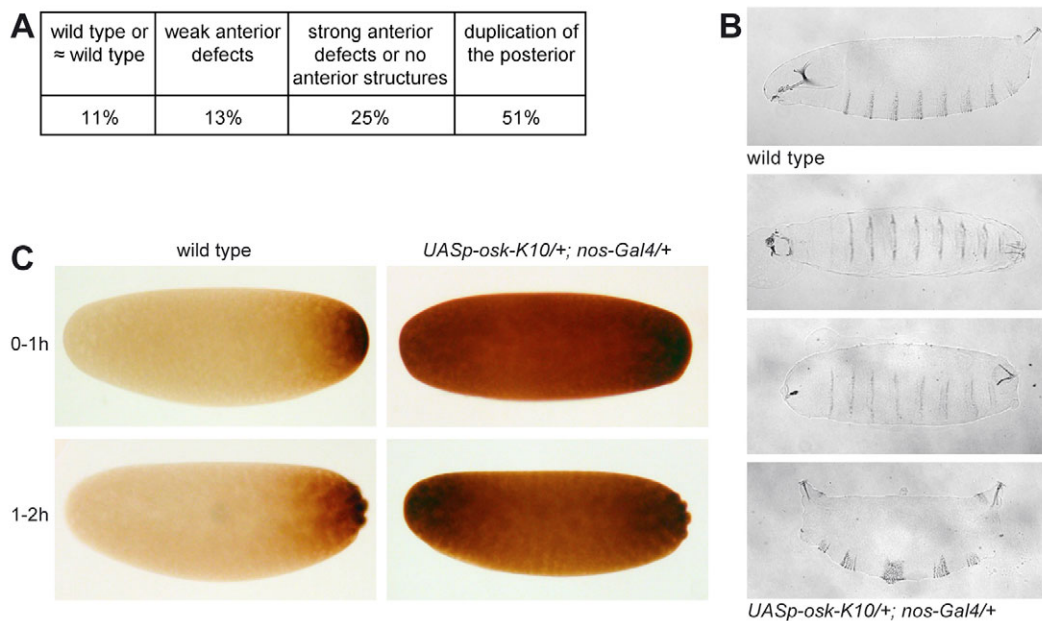 A
wild type or
≈ wild type
weak anterior
defects
strong anterior
defects or no
anterior structures
duplication of
the posterior
11%
13%
25%
51%
B
wild type
UASp-osk-K10/+; nos-Gal4/+
C
wild type
UASp-osk-K10/+; nos-Gal4/+
0-1h
1-2h